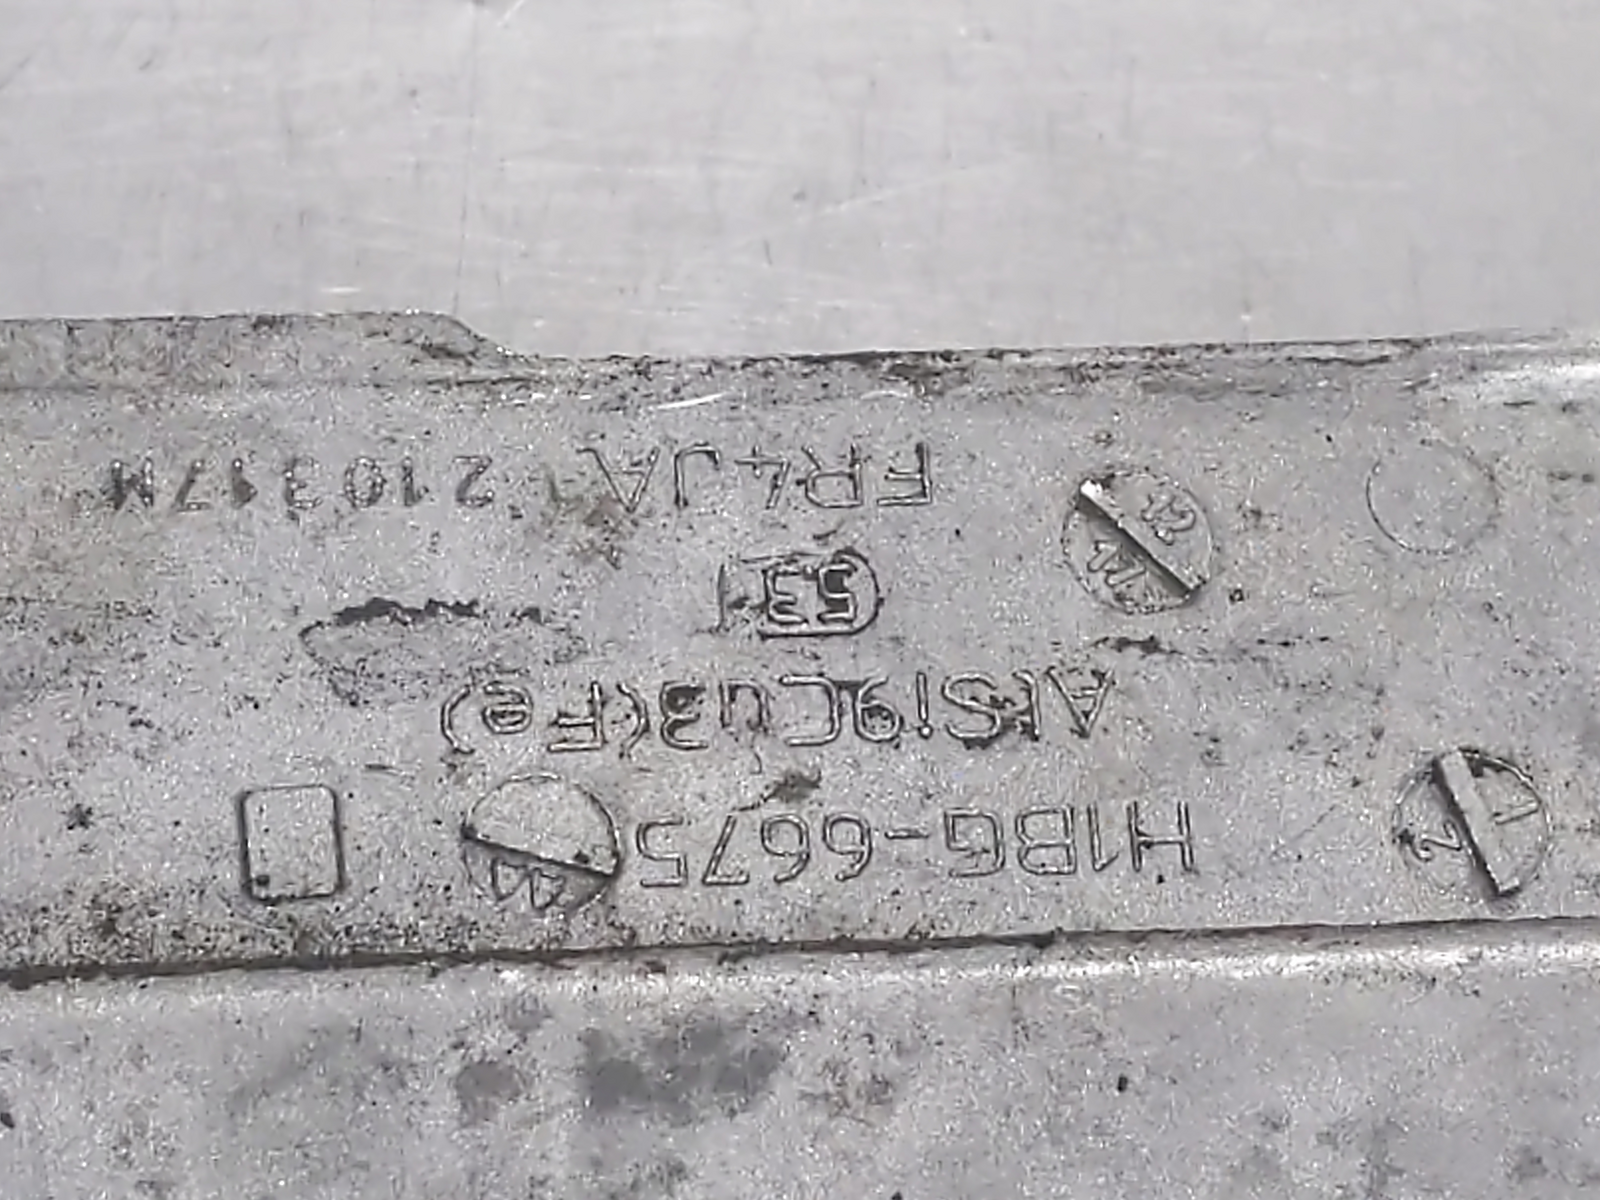 H1BG-6675
AlSi9Cu3(Fe)
53
FR4JA 210317M